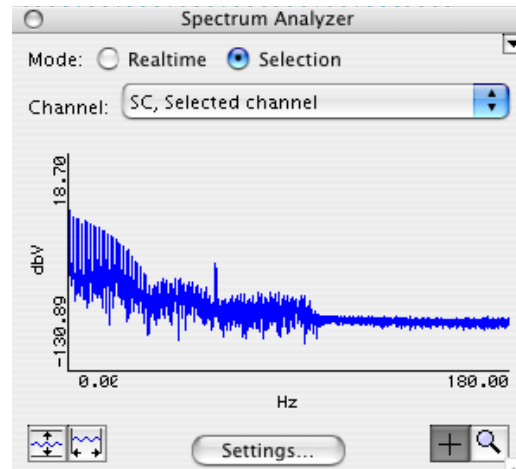 Spectrum Analyzer
Mode: Realtime Selection
Channel: SC, Selected channel
18.70
dbV
-130.89
0.00 180.00
Hz
Settings...